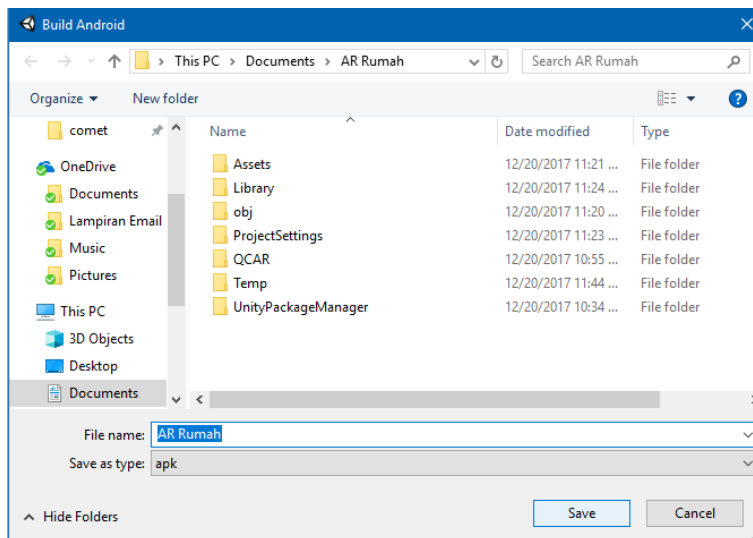 Build Android
This PC > Documents > AR Rumah
Search AR Rumah
Organize
New folder
Name
Date modified
Type
comet
OneDrive
Documents
Lampiran Email
Music
Pictures
This PC
3D Objects
Desktop
Documents
Assets 12/20/2017 11:21 ... File folder
Library 12/20/2017 11:24 ... File folder
obj 12/20/2017 11:20 ... File folder
ProjectSettings 12/20/2017 11:23 ... File folder
QCAR 12/20/2017 10:55 ... File folder
Temp 12/20/2017 11:44 ... File folder
UnityPackageManager 12/20/2017 10:34 ... File folder
File name: AR Rumah
Save as type: apk
Hide Folders
Save
Cancel